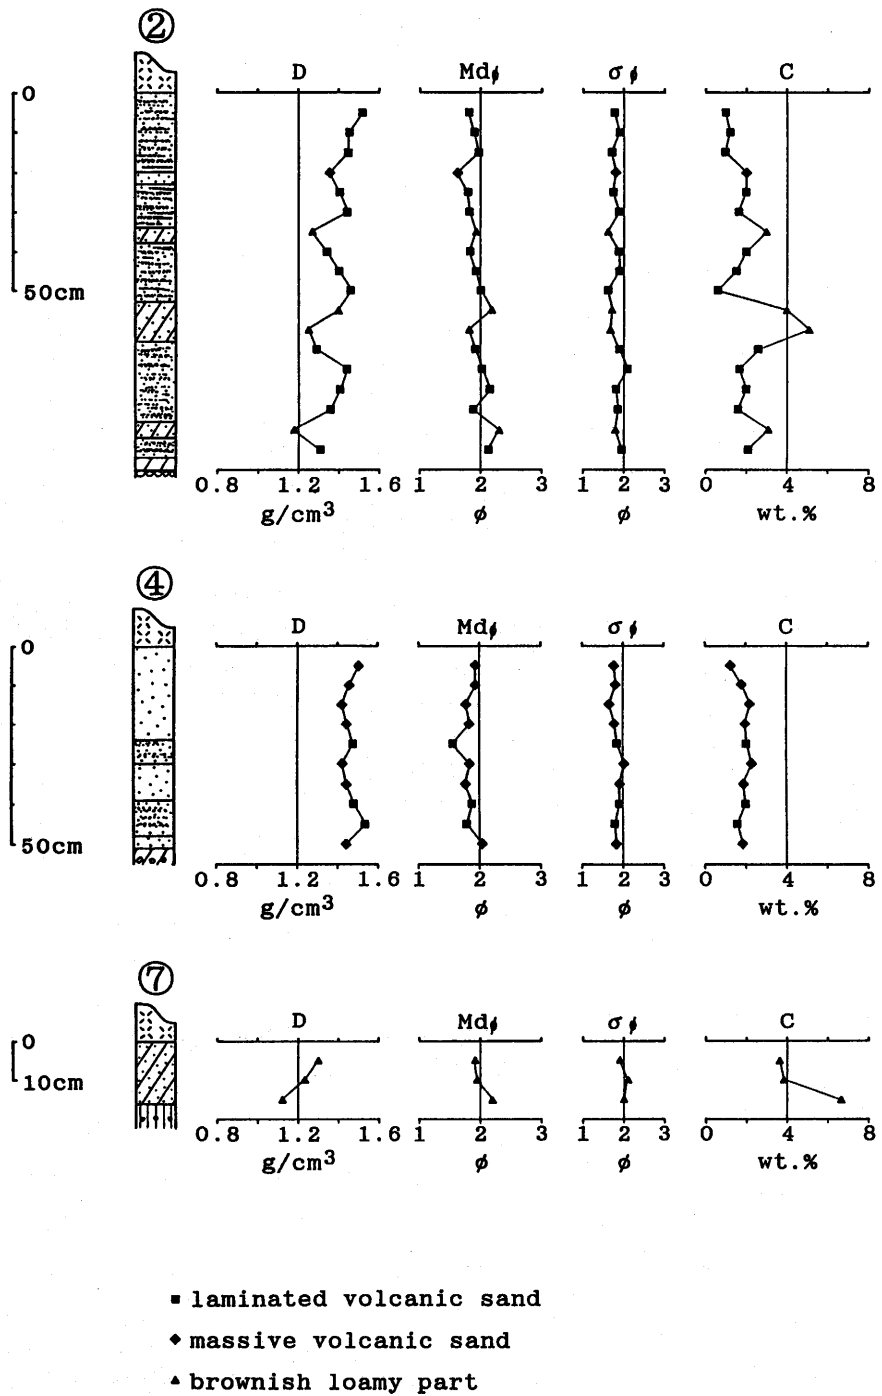 ②
D Mdφ σφ C
0
50cm
0.8 1.2 1.6 1 2 3 1 2 3 0 4 8
g/cm³ φ φ wt.%
④
D Mdφ σφ C
0
50cm
0.8 1.2 1.6 1 2 3 1 2 3 0 4 8
g/cm³ φ φ wt.%
⑦
D Mdφ σφ C
0
10cm
0.8 1.2 1.6 1 2 3 1 2 3 0 4 8
g/cm³ φ φ wt.%
■ laminated volcanic sand
◆ massive volcanic sand
▲ brownish loamy part